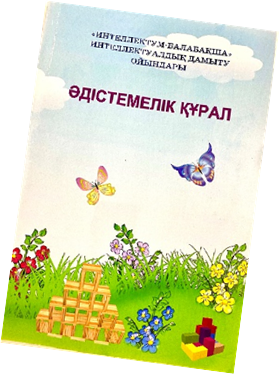 «ИНТЕЛЛЕКТУМ-БАЛАБАҚША»
ИНТЕЛЛЕКТУАЛДЫҚ ДАМЫТУ
ОЙЫНДАРЫ
ӘДІСТЕМЕЛІК ҚҰРАЛ